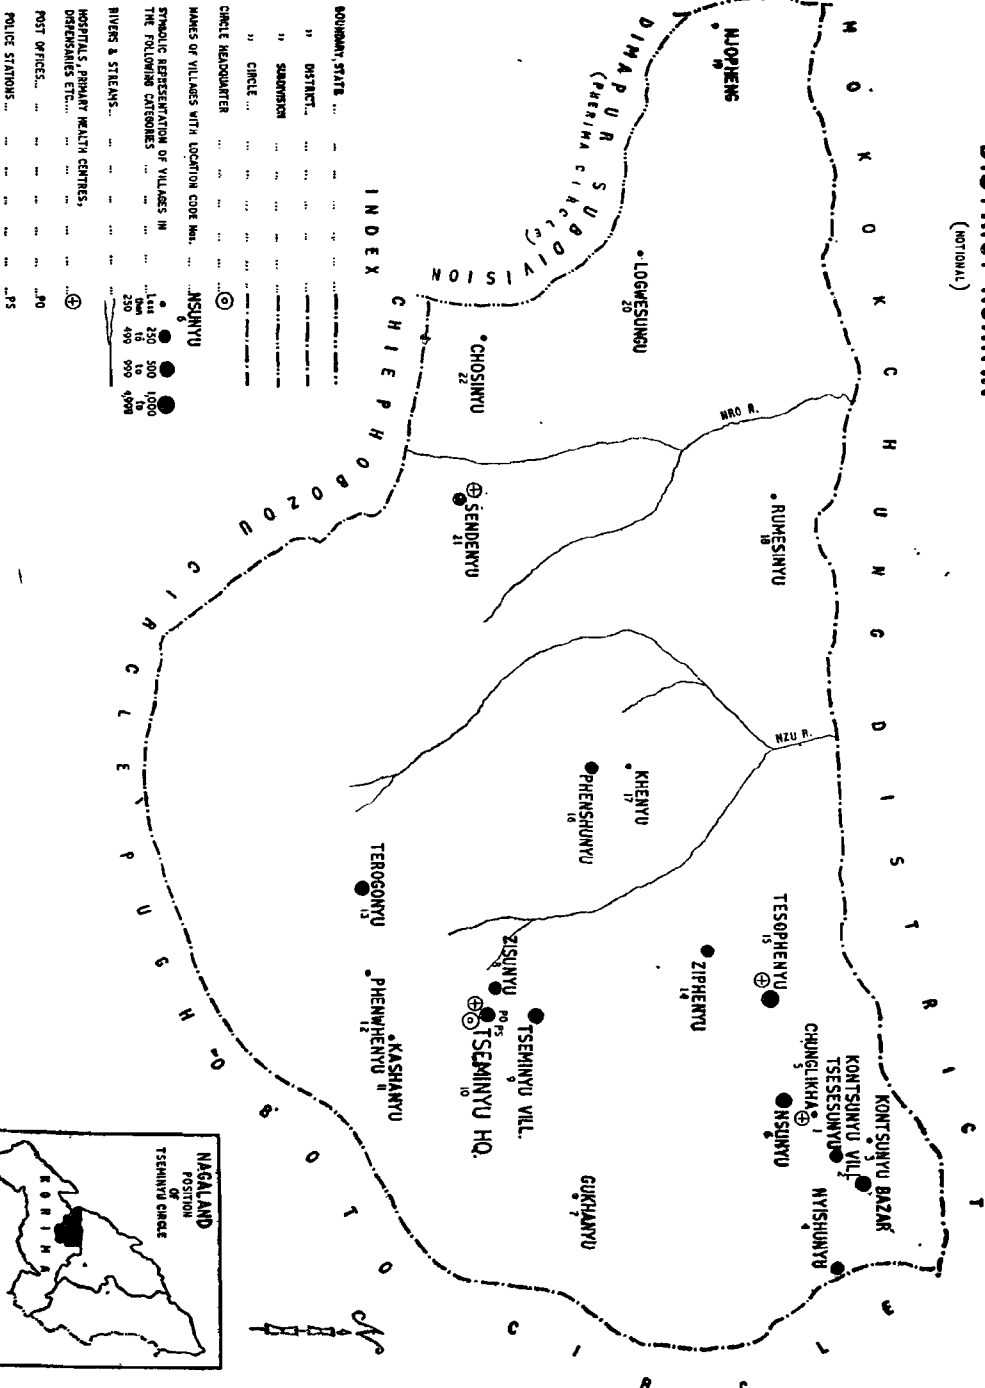 (NOTIONAL)
MOKOKCHUNG DISTRICT
DIMAPUR SUBDIVISION
(PHERIMA CIRCLE)
CHIEPHOBOZOU CIRCLE
PUGHOBOTO
NJOPHENG
19
LOGWESUNGU
20
CHOSINYU
22
NRO R.
SENDENYU
21
RUMESINYU
18
NZU R.
KHENYU
17
PHENSHUNYU
16
TEROGONYU
13
TESOPHENYU
15
ZIPHENYU
14
ZISUNYU
8
PO PS
TSEMINYU VILL.
9
TSEMINYU HQ.
10
PHENWHENYU
12
KASHANYU
11
CHUNGLIKHA
5
TSESESUNYU
1
KONTSUNYU VILL
2
KONTSUNYU BAZAR
3
NSUNYU
6
NYISHUNYU
4
GUKHANYU
7
INDEX
BOUNDARY, STATE ...
" DISTRICT...
" SUBDIVISION
" CIRCLE ...
CIRCLE HEADQUARTER
NAMES OF VILLAGES WITH LOCATION CODE Nos. ... NSUNYU
6
SYMBOLIC REPRESENTATION OF VILLAGES IN
THE FOLLOWING CATEGORIES
Less than 250
250 to 499
500 to 999
1,000 to
RIVERS & STREAMS...
HOSPITALS, PRIMARY HEALTH CENTRES,
DISPENSARIES ETC....
POST OFFICES... PO
POLICE STATIONS... PS
N
NAGALAND
POSITION
OF
TSEMINYU CIRCLE
KOHIMA